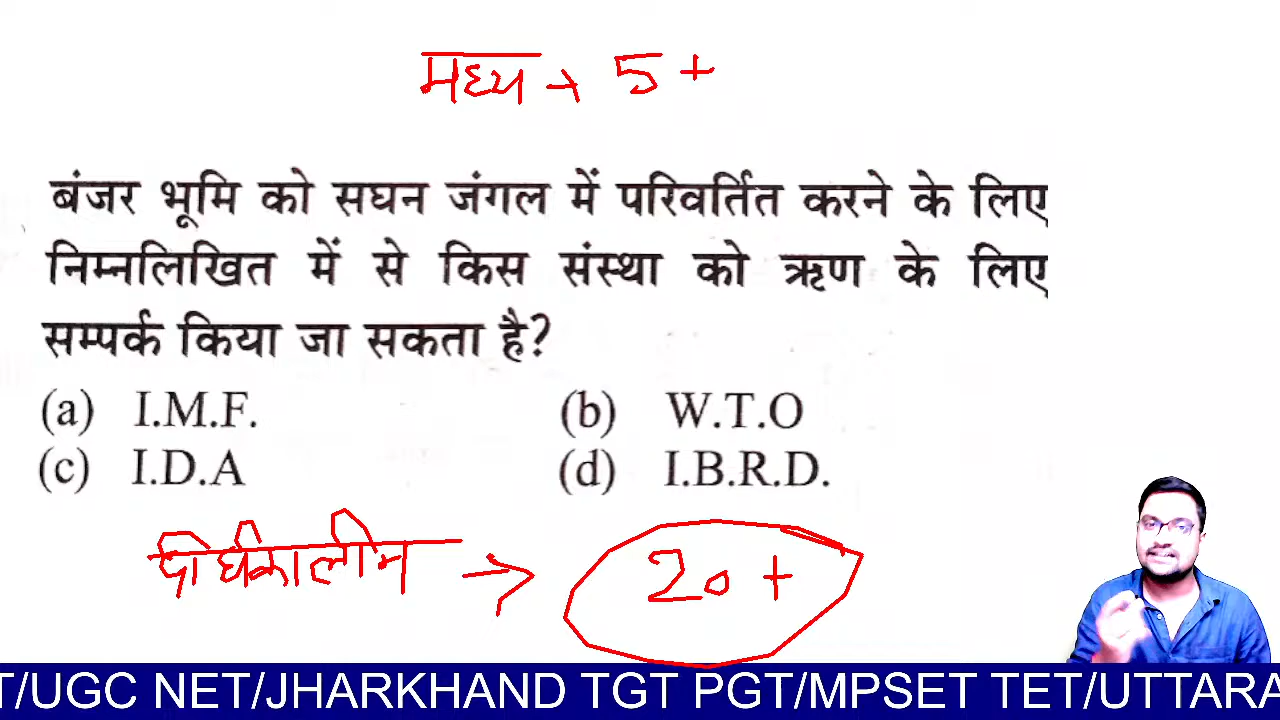 मध्य → 5 +
बंजर भूमि को सघन जंगल में परिवर्तित करने के लिए
निम्नलिखित में से किस संस्था को ऋण के लिए
सम्पर्क किया जा सकता है?
(a) I.M.F. (b) W.T.O
(c) I.D.A (d) I.B.R.D.
दीर्घकालीन → 20 +
T/UGC NET/JHARKHAND TGT PGT/MPSET TET/UTTARA